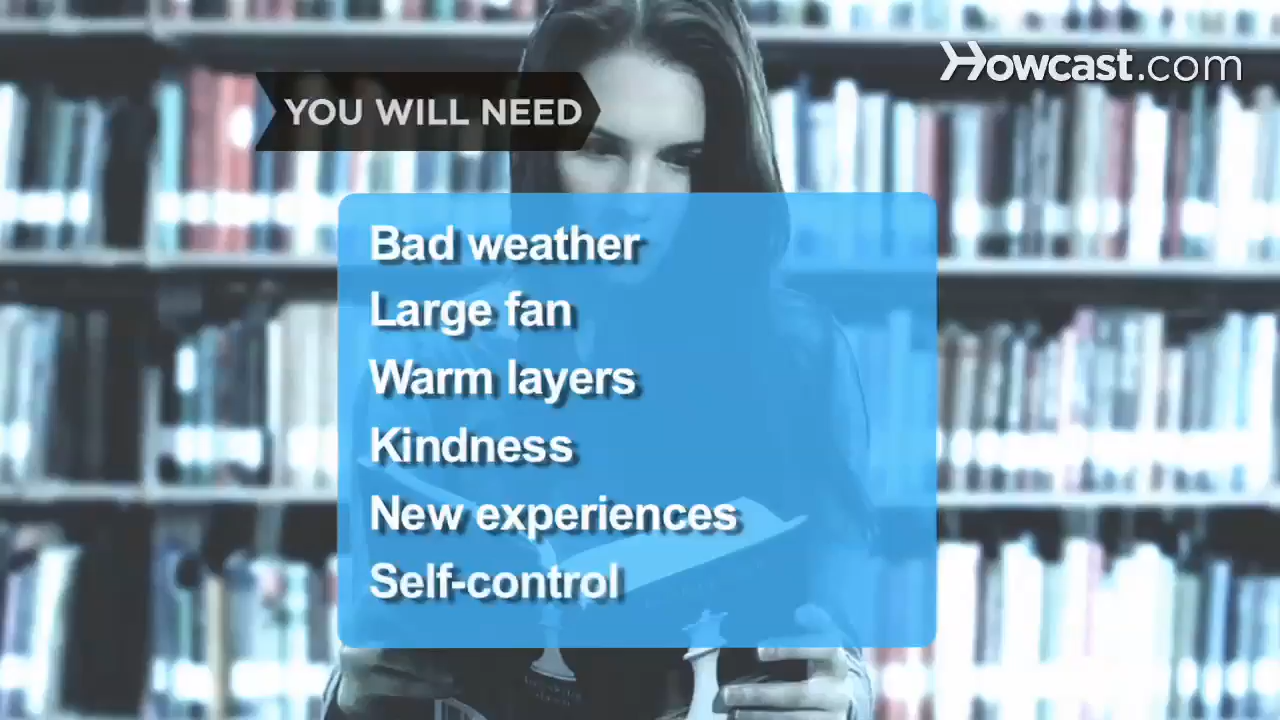 Howcast.com
YOU WILL NEED
Bad weather
Large fan
Warm layers
Kindness
New experiences
Self-control